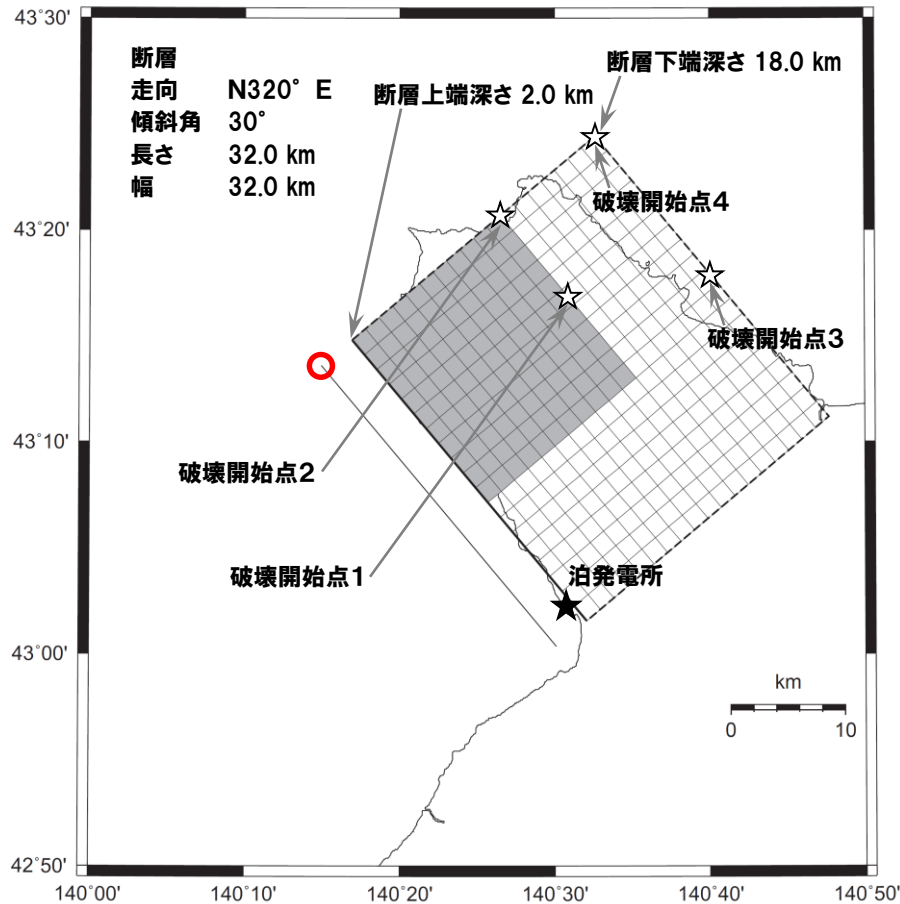 43°30'
断層
走向 N320° E
傾斜角 30°
長さ 32.0 km
幅 32.0 km
断層上端深さ 2.0 km
断層下端深さ 18.0 km
破壊開始点4
43°20'
破壊開始点3
43°10'
破壊開始点2
破壊開始点1
泊発電所
43°00'
km
0 10
42°50'
140°00' 140°10' 140°20' 140°30' 140°40' 140°50'